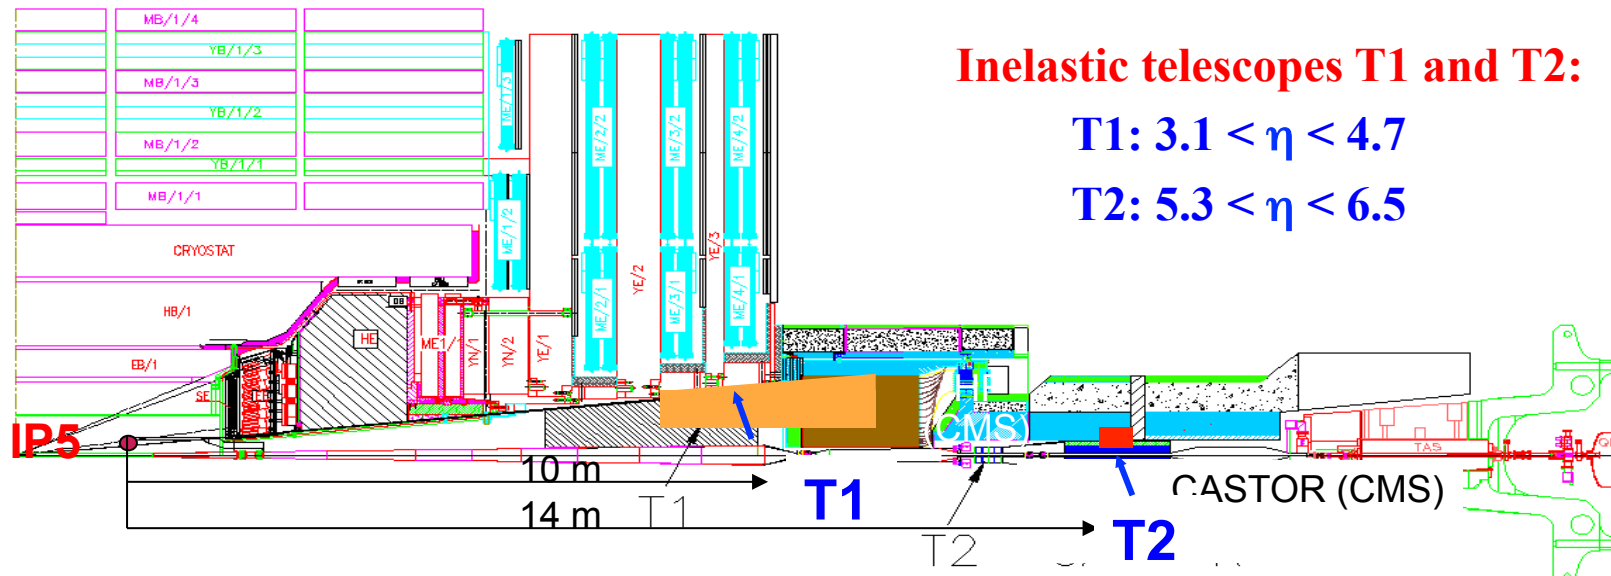 MB/1/4
YB/1/3
MB/1/3
YB/1/2
MB/1/2
YB/1/1
MB/1/1
CRYOSTAT
HB/1
EB/1
SE
HE
ME1/1
YN/1
YN/2
YE/1
ME/1/3
ME/1/2
ME/2/2
ME/2/1
YE/2
ME/3/2
ME/3/1
YE/3
ME/4/2
ME/4/1
Inelastic telescopes T1 and T2:
T1: 3.1 < η < 4.7
T2: 5.3 < η < 6.5
(CMS)
TAS
IP5
10 m
14 m
T1
T1
T2
T2
CASTOR (CMS)